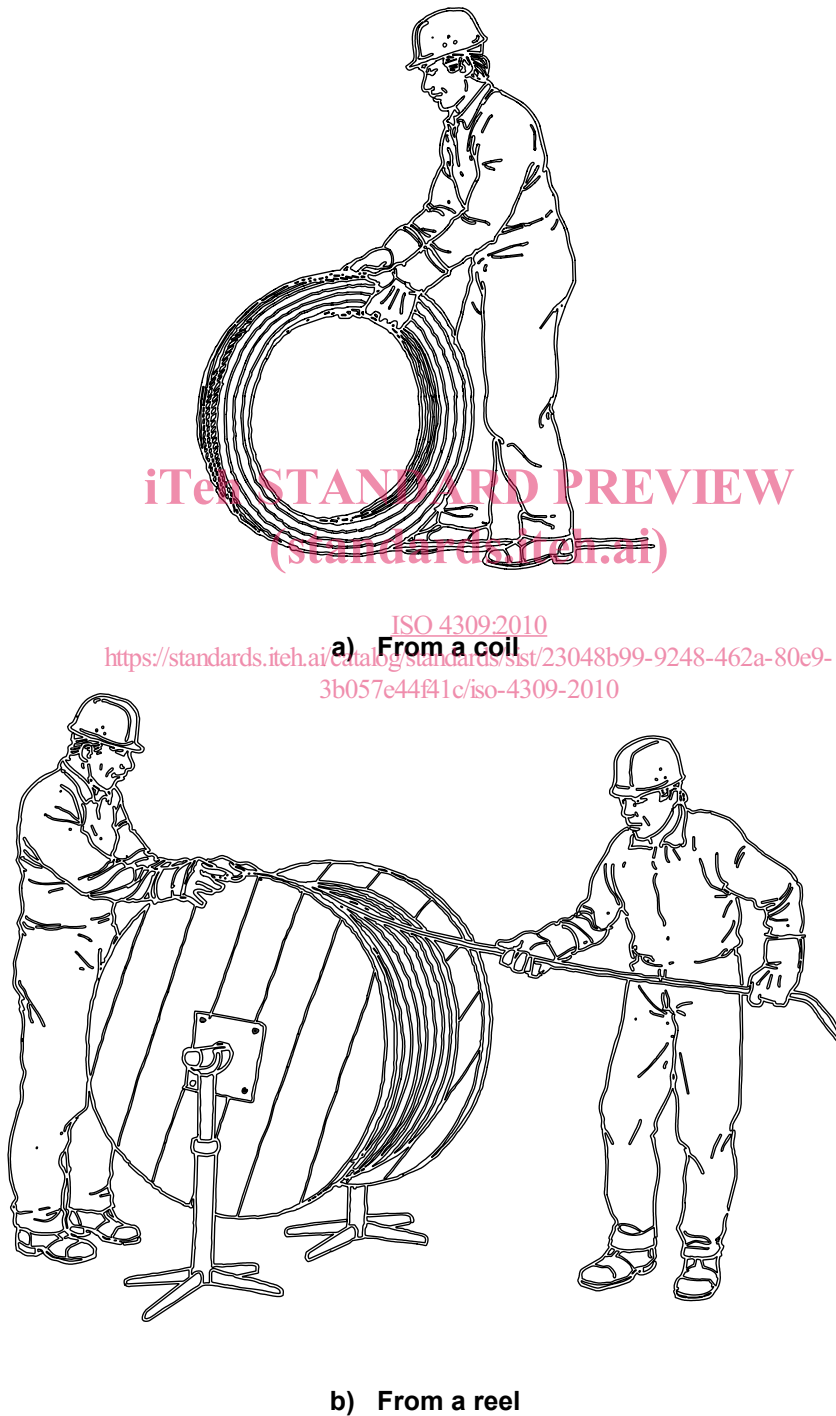 iTeh STANDARD PREVIEW
(standards.iteh.ai)
ISO 4309:2010
a) From a coil
https://standards.iteh.ai/catalog/standards/sist/23048b99-9248-462a-80e9-
3b057e44f41c/iso-4309-2010
b) From a reel